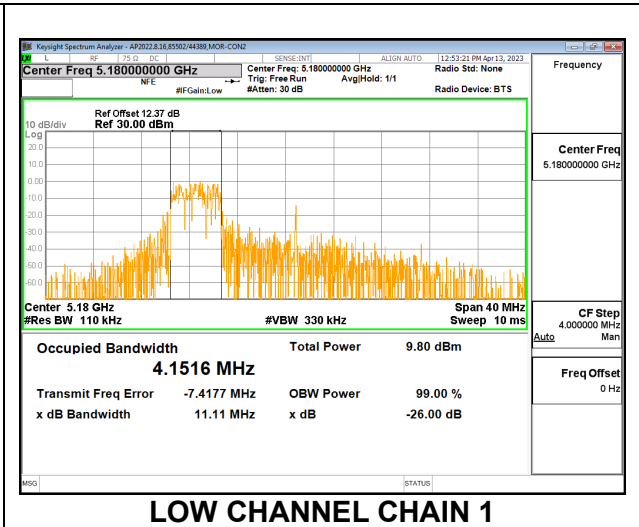 Keysight Spectrum Analyzer - AP2022.8.16,85502/44389,MOR-CON2
L RF 75 Ω DC SENSE:INT ALIGN AUTO 12:53:21 PM Apr 13, 2023
Center Freq 5.180000000 GHz Center Freq: 5.180000000 GHz Radio Std: None Frequency
NFE Trig: Free Run Avg|Hold: 1/1
#IFGain:Low #Atten: 30 dB Radio Device: BTS
Ref Offset 12.37 dB
10 dB/div Ref 30.00 dBm
Log
20.0
10.0
0.00
-10.0
-20.0
-30.0
-40.0
-50.0
-60.0
Center Freq
5.180000000 GHz
Center 5.18 GHz Span 40 MHz
#Res BW 110 kHz #VBW 330 kHz Sweep 10 ms
CF Step
4.000000 MHz
Auto Man
Occupied Bandwidth Total Power 9.80 dBm
4.1516 MHz
Freq Offset
0 Hz
Transmit Freq Error -7.4177 MHz OBW Power 99.00 %
x dB Bandwidth 11.11 MHz x dB -26.00 dB
MSG STATUS
LOW CHANNEL CHAIN 1